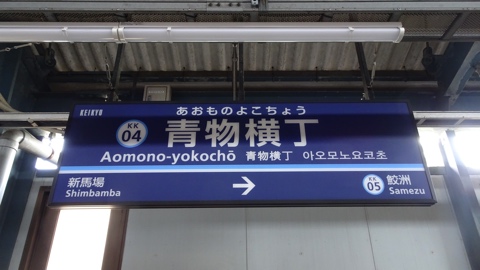 KEIKYU
あおものよこちょう
KK 04 青物横丁
Aomono-yokochō 青物横丁 아오모노요코초
新馬場 → KK 05 鮫洲
Shimbamba Samezu